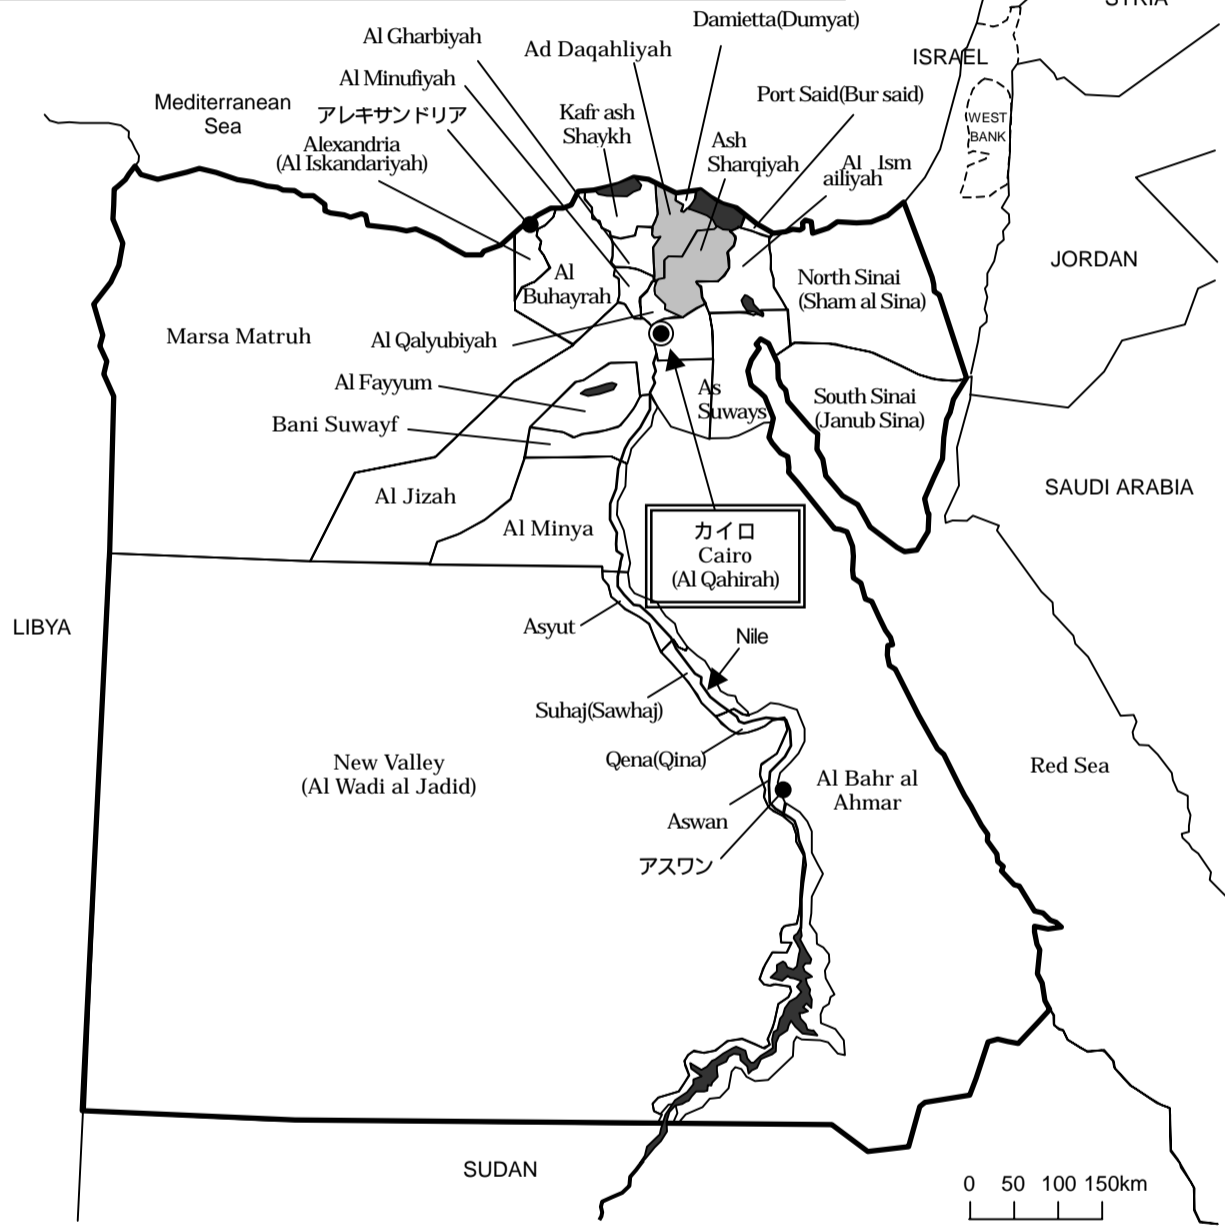 SYRIA
Damietta(Dumyat)
Al Gharbiyah
Ad Daqahliyah
ISRAEL
Al Minufiyah
Port Said(Bur said)
Mediterranean
Sea
アレキサンドリア
Kafr ash
Shaykh
WEST
BANK
Alexandria
(Al Iskandariyah)
Ash
Sharqiyah
Al Ism
ailiyah
JORDAN
Al
Buhayrah
North Sinai
(Sham al Sina)
Marsa Matruh
Al Qalyubiyah
Al Fayyum
As
Suways
South Sinai
(Janub Sina)
Bani Suwayf
Al Jizah
SAUDI ARABIA
Al Minya
カイロ
Cairo
(Al Qahirah)
LIBYA
Asyut
Nile
Suhaj(Sawhaj)
Qena(Qina)
New Valley
(Al Wadi al Jadid)
Al Bahr al
Ahmar
Red Sea
Aswan
アスワン
SUDAN
0 50 100 150km